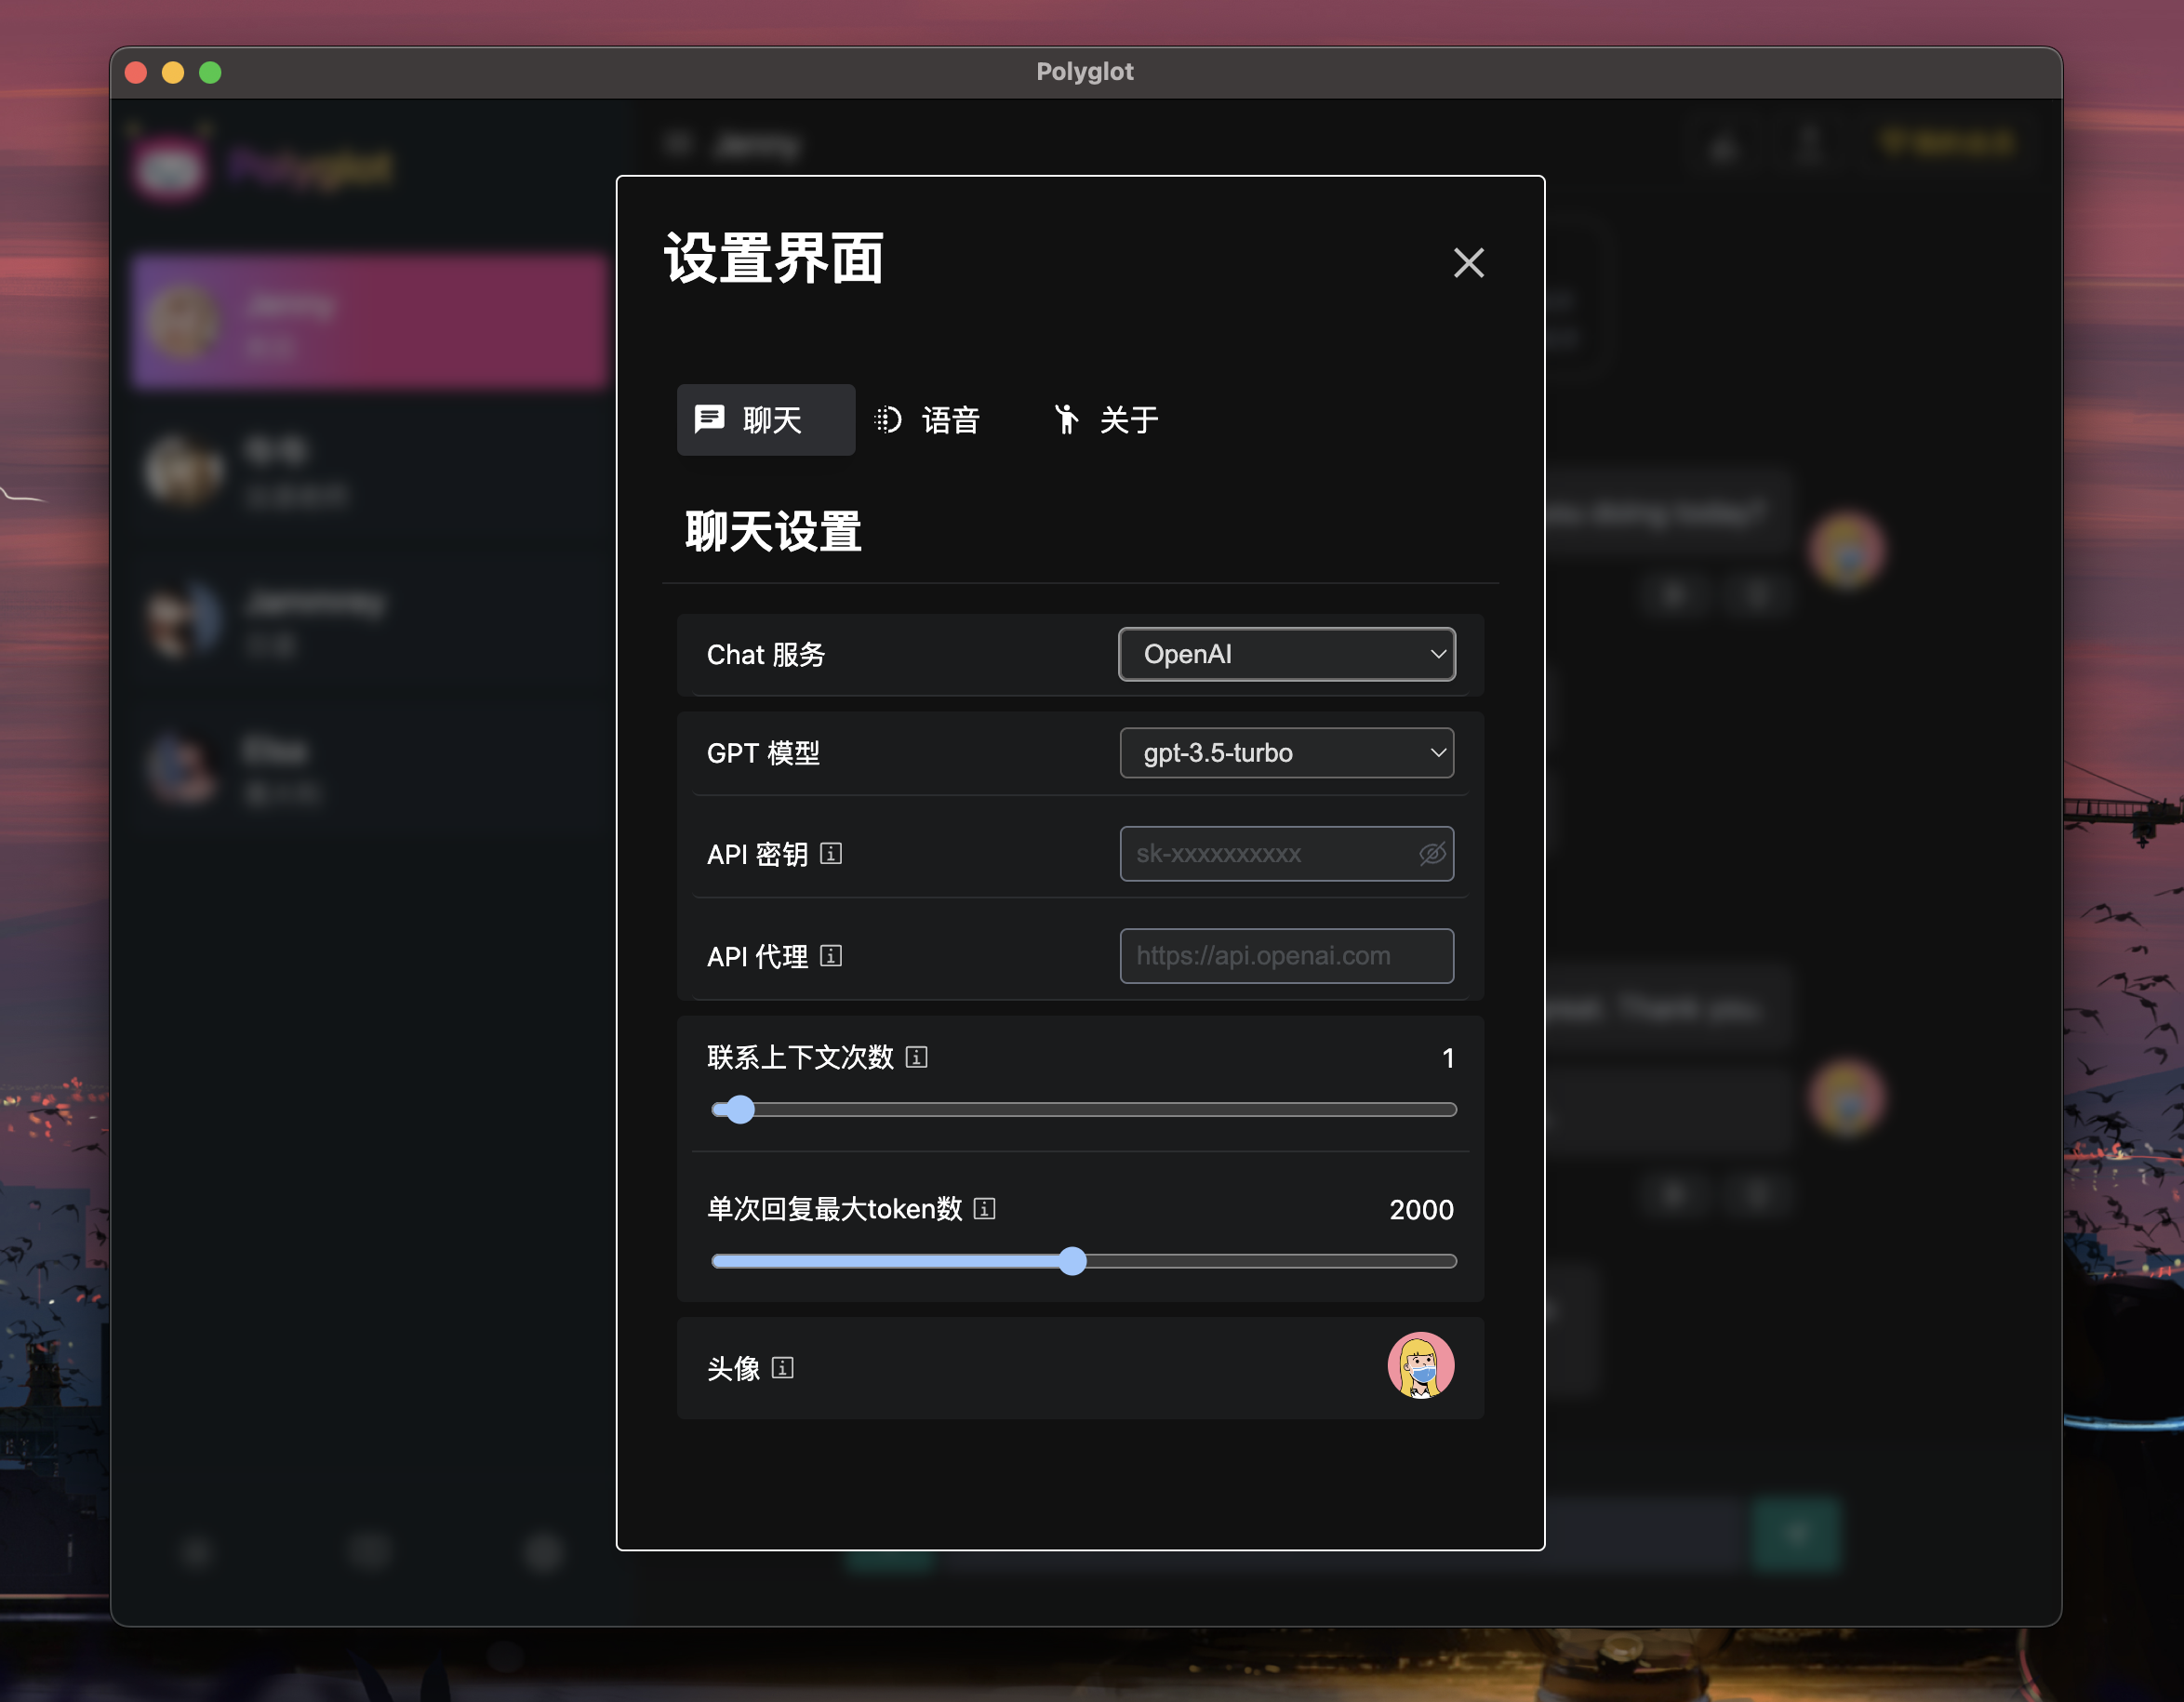 Polyglot
Polyglot
Jenny
设置界面
Jenny
聊天
语音
关于
聊天设置
Chat 服务
OpenAI
GPT 模型
gpt-3.5-turbo
API 密钥
sk-xxxxxxxxxx
API 代理
https://api.openai.com
联系上下文次数
1
单次回复最大token数
2000
头像